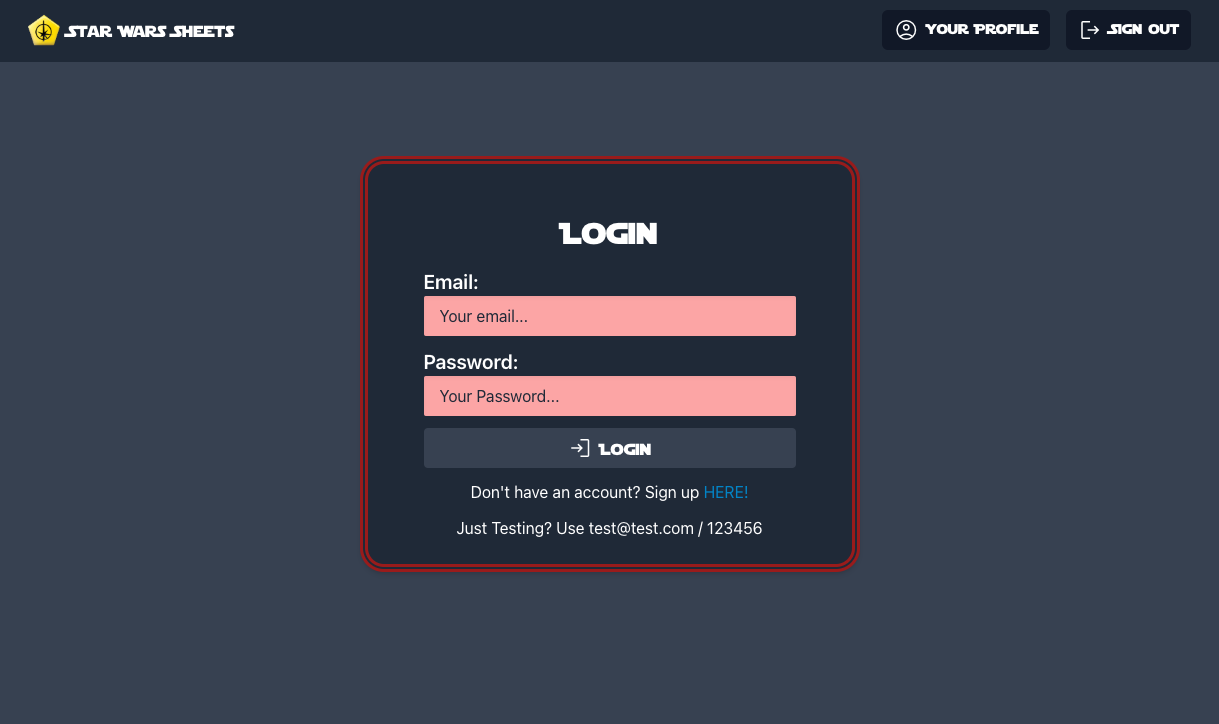 Star Wars Sheets
Your Profile
Sign Out
Login
Email:
Your email...
Password:
Your Password...
Login
Don't have an account? Sign up HERE!
Just Testing? Use test@test.com / 123456